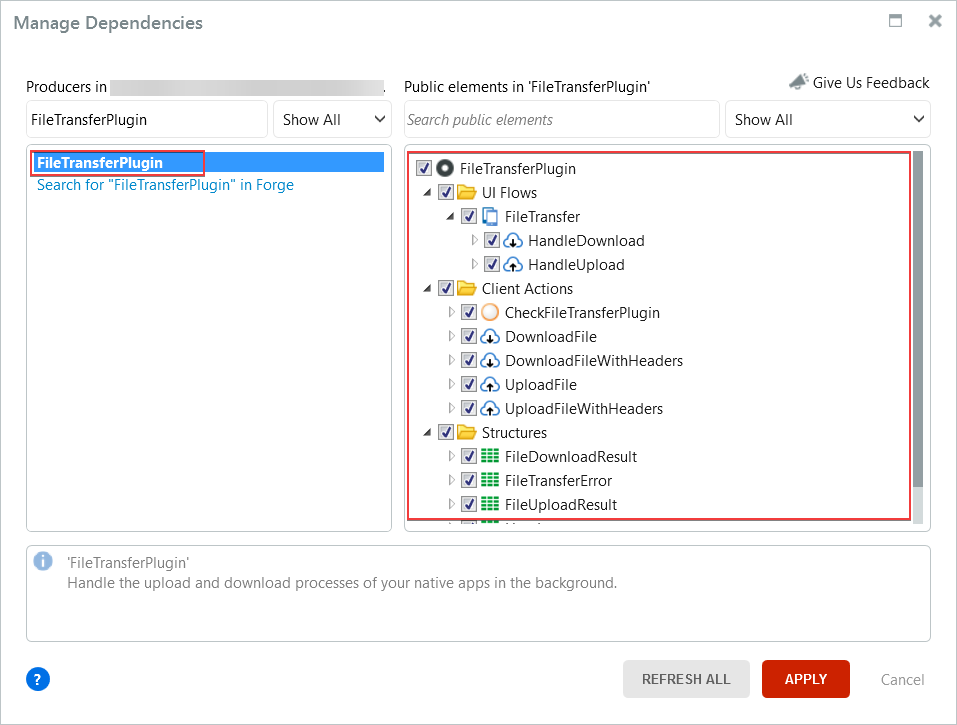 Manage Dependencies
Producers in .
Public elements in 'FileTransferPlugin'
Give Us Feedback
FileTransferPlugin
Show All
Search public elements
Show All
FileTransferPlugin
Search for "FileTransferPlugin" in Forge
FileTransferPlugin
UI Flows
FileTransfer
HandleDownload
HandleUpload
Client Actions
CheckFileTransferPlugin
DownloadFile
DownloadFileWithHeaders
UploadFile
UploadFileWithHeaders
Structures
FileDownloadResult
FileTransferError
FileUploadResult
'FileTransferPlugin'
Handle the upload and download processes of your native apps in the background.
?
REFRESH ALL
APPLY
Cancel